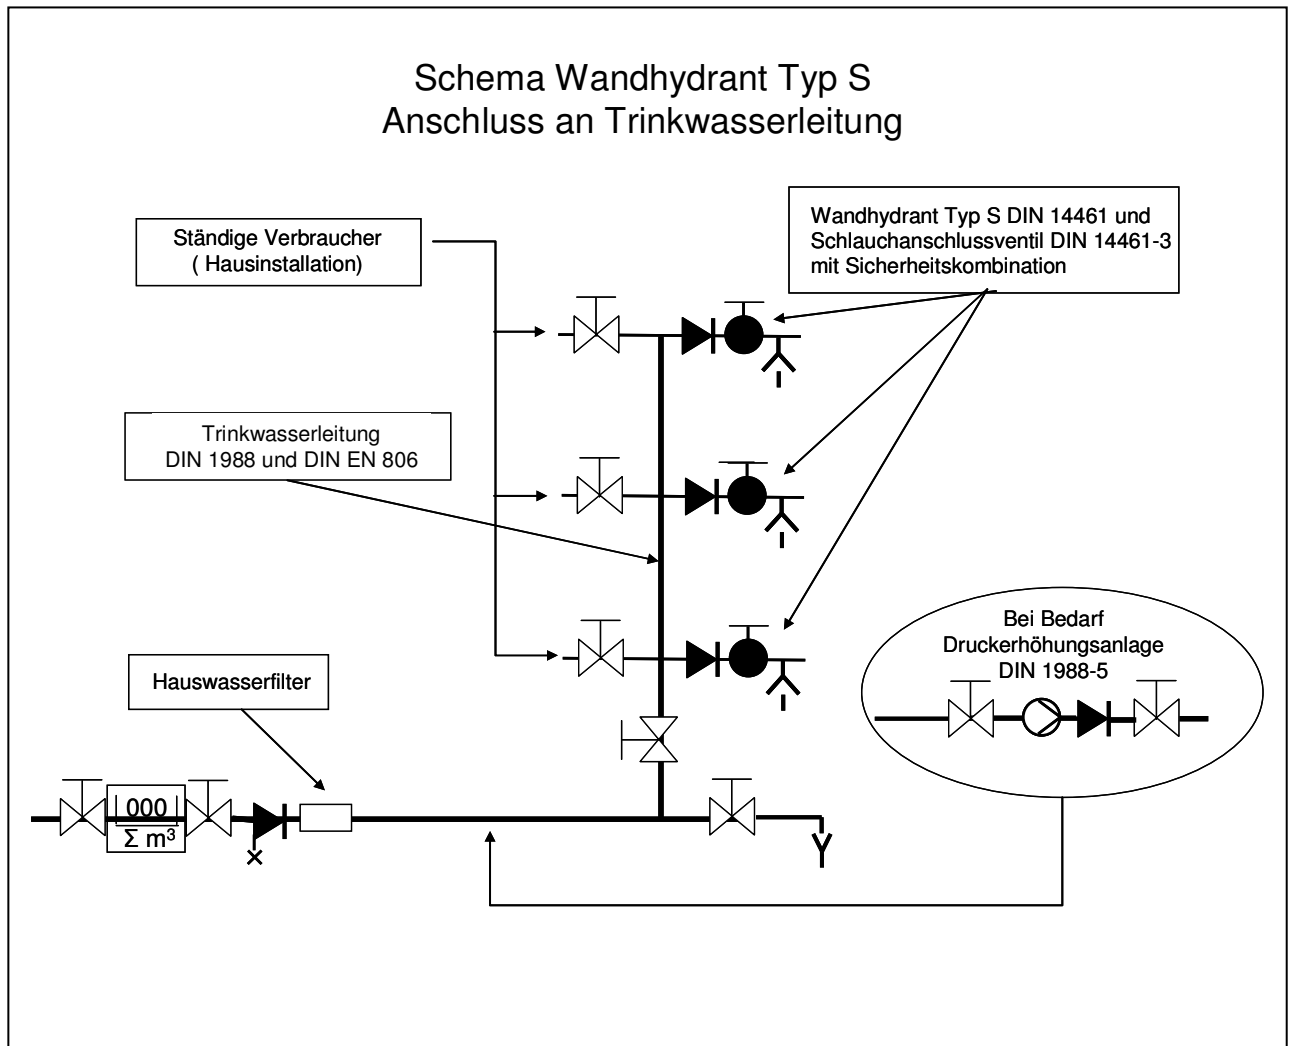 Schema Wandhydrant Typ S
Anschluss an Trinkwasserleitung
Wandhydrant Typ S DIN 14461 und
Schlauchanschlussventil DIN 14461-3
mit Sicherheitskombination
Ständige Verbraucher
( Hausinstallation)
Trinkwasserleitung
DIN 1988 und DIN EN 806
Bei Bedarf
Druckerhöhungsanlage
DIN 1988-5
Hauswasserfilter
000
Σ m³